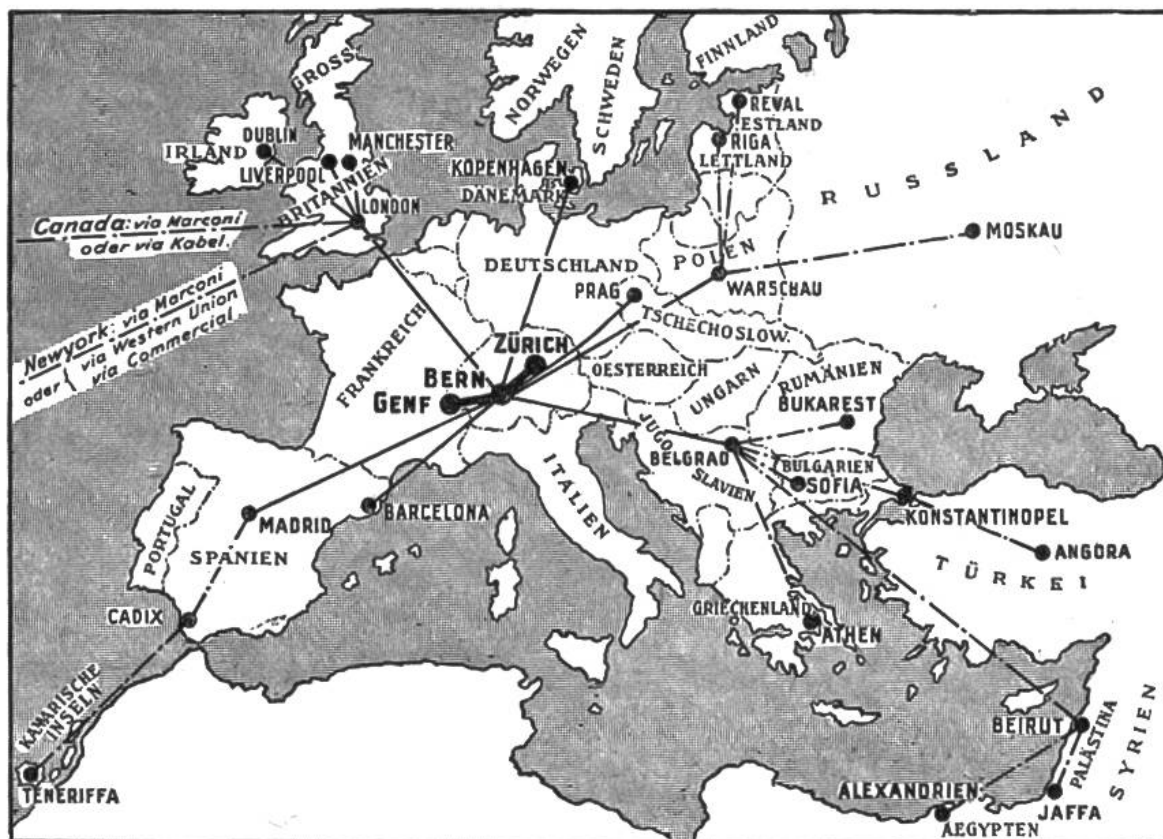 NORWEGEN
SCHWEDEN
FINNLAND
GROSS
BRITANNIEN
REVAL
ESTLAND
RIGA
LETTLAND
DUBLIN
IRLAND
MANCHESTER
LIVERPOOL
KOPENHAGEN
DÄNEMARK
RUSSLAND
LONDON
Canada: via Marconi
oder via Kabel.
MOSKAU
POLEN
DEUTSCHLAND
WARSCHAU
PRAG
Newyork: via Marconi
oder via Western Union
via Commercial
TSCHECHOSLOW.
FRANKREICH
ZÜRICH
BERN
GENF
OESTERREICH
UNGARN
RUMÄNIEN
BUKAREST
JUGO
SLAVIEN
BELGRAD
BULGARIEN
SOFIA
ITALIEN
PORTUGAL
MADRID
BARCELONA
SPANIEN
KONSTANTINOPEL
ANGORA
TÜRKEI
CADIX
GRIECHENLAND
ATHEN
KANARISCHE
INSELN
TENERIFFA
BEIRUT
PALÄSTINA
SYRIEN
ALEXANDRIEN
JAFFA
AEGYPTEN